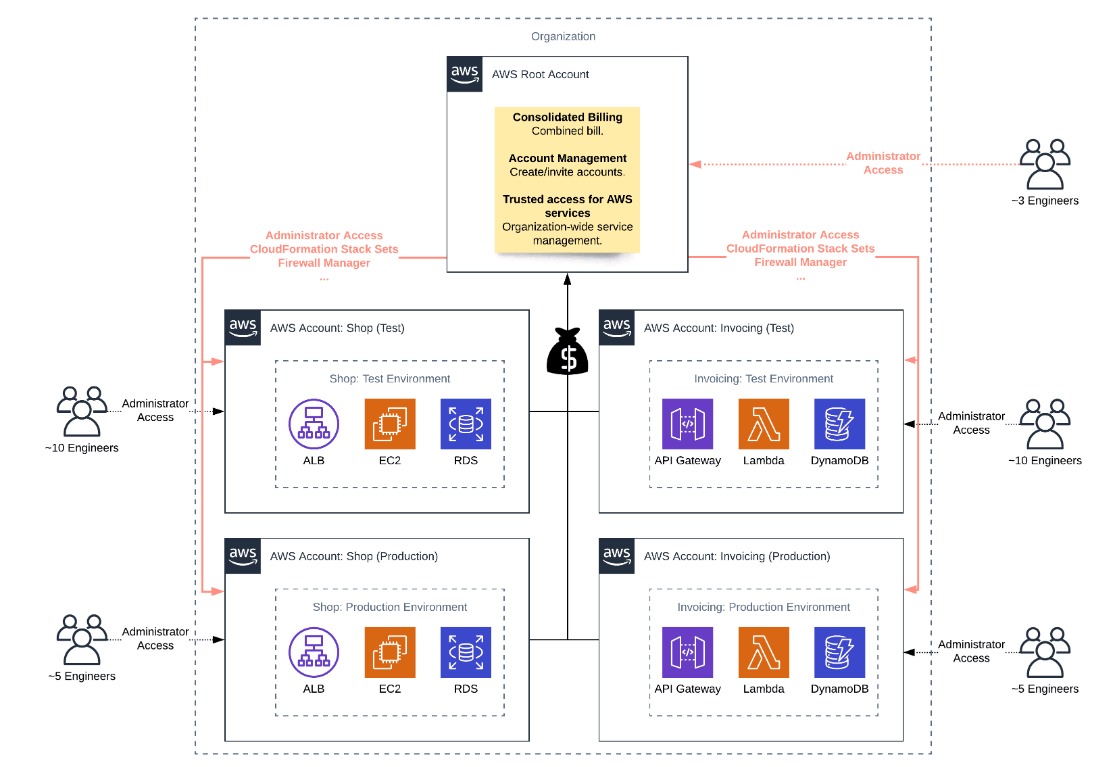 Organization
aws
AWS Root Account
Consolidated Billing
Combined bill.
Account Management
Create/invite accounts.
Trusted access for AWS
services
Organization-wide service
management.
Administrator
Access
~3 Engineers
Administrator Access
CloudFormation Stack Sets
Firewall Manager
...
Administrator Access
CloudFormation Stack Sets
Firewall Manager
...
$
aws
AWS Account: Shop (Test)
Shop: Test Environment
ALB
EC2
RDS
Administrator
Access
~10 Engineers
aws
AWS Account: Invocing (Test)
Invoicing: Test Environment
API Gateway
Lambda
DynamoDB
Administrator
Access
~10 Engineers
aws
AWS Account: Shop (Production)
Shop: Production Environment
ALB
EC2
RDS
Administrator
Access
~5 Engineers
aws
AWS Account: Invoicing (Production)
Invoicing: Production Environment
API Gateway
Lambda
DynamoDB
Administrator
Access
~5 Engineers